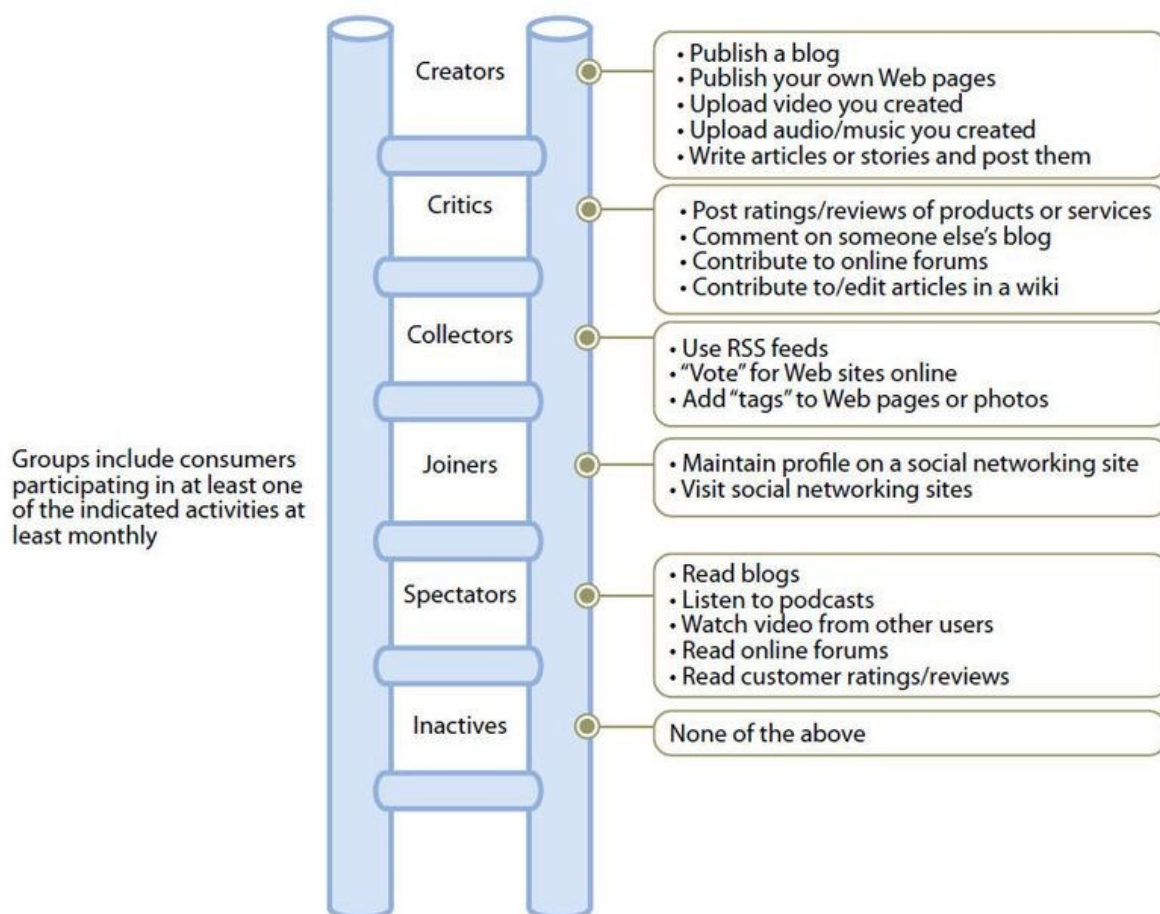 Creators
• Publish a blog
• Publish your own Web pages
• Upload video you created
• Upload audio/music you created
• Write articles or stories and post them
Critics
• Post ratings/reviews of products or services
• Comment on someone else’s blog
• Contribute to online forums
• Contribute to/edit articles in a wiki
Collectors
• Use RSS feeds
• “Vote” for Web sites online
• Add “tags” to Web pages or photos
Groups include consumers
participating in at least one
of the indicated activities at
least monthly
Joiners
• Maintain profile on a social networking site
• Visit social networking sites
Spectators
• Read blogs
• Listen to podcasts
• Watch video from other users
• Read online forums
• Read customer ratings/reviews
Inactives
None of the above